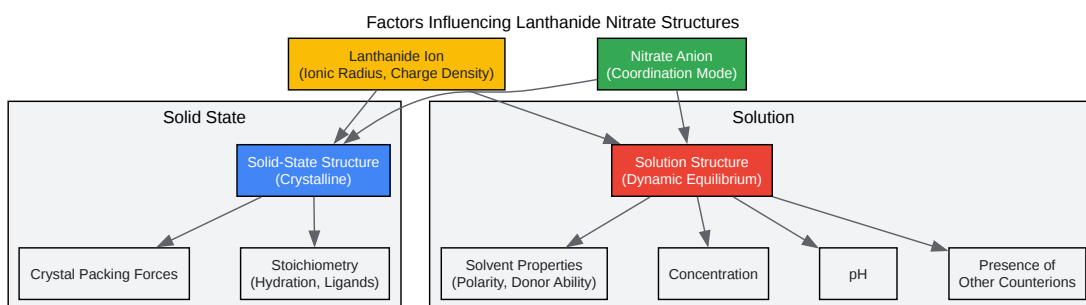 Factors Influencing Lanthanide Nitrate Structures
Lanthanide Ion
(Ionic Radius, Charge Density)
Nitrate Anion
(Coordination Mode)
Solid State
Solution
Solid-State Structure
(Crystalline)
Solution Structure
(Dynamic Equilibrium)
Crystal Packing Forces
Stoichiometry
(Hydration, Ligands)
Solvent Properties
(Polarity, Donor Ability)
Concentration
pH
Presence of
Other Counterions